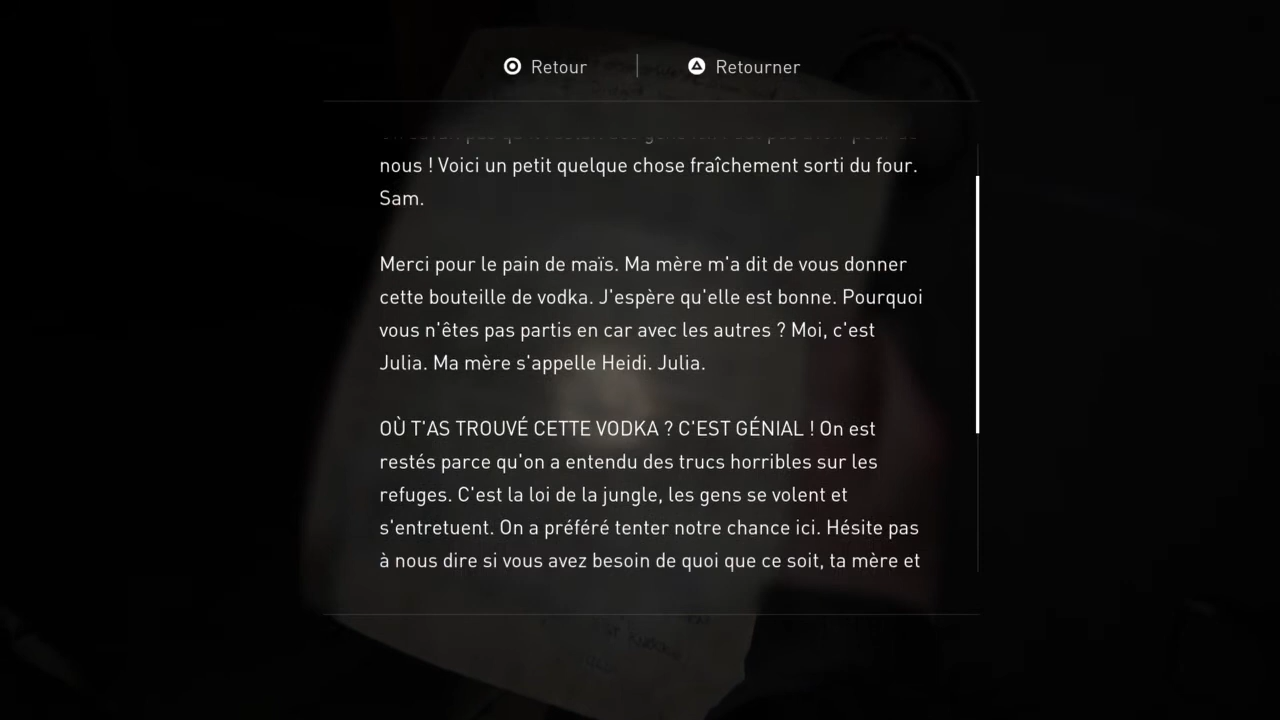 Retour
Retourner
nous ! Voici un petit quelque chose fraîchement sorti du four.
Sam.
Merci pour le pain de maïs. Ma mère m'a dit de vous donner
cette bouteille de vodka. J'espère qu'elle est bonne. Pourquoi
vous n'êtes pas partis en car avec les autres ? Moi, c'est
Julia. Ma mère s'appelle Heidi. Julia.
OÙ T'AS TROUVÉ CETTE VODKA ? C'EST GÉNIAL ! On est
restés parce qu'on a entendu des trucs horribles sur les
refuges. C'est la loi de la jungle, les gens se volent et
s'entretuent. On a préféré tenter notre chance ici. Hésite pas
à nous dire si vous avez besoin de quoi que ce soit, ta mère et